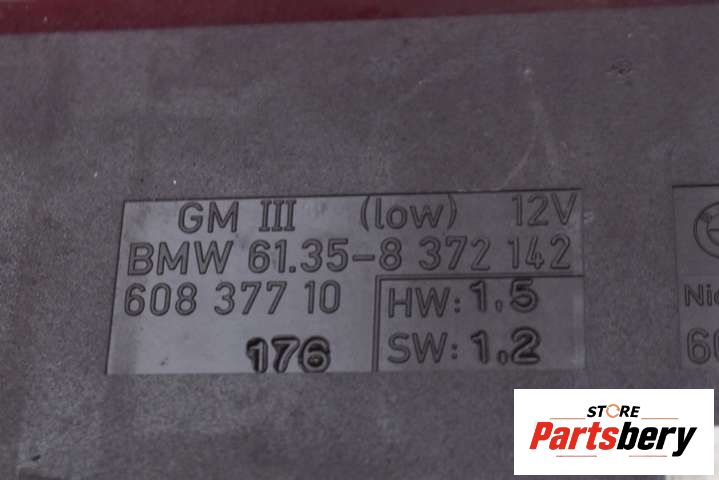 GM III (low) 12V
BMW 61.35-8 372 142
608 377 10
HW: 1.5
176
SW: 1.2
STORE
Partsbery